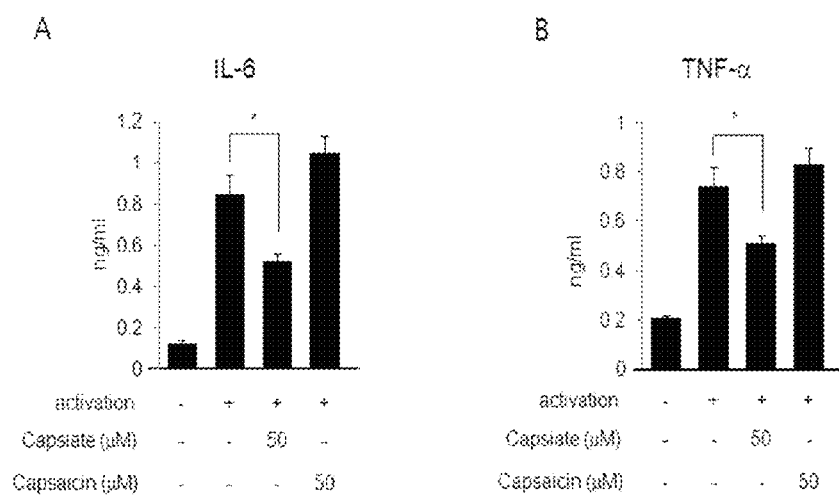 A
IL-6
1.2
1
0.8
0.6
0.4
0.2
0
ng/ml
*
activation - + + +
Capsiate (μM) - - 50 -
Capsaicin (μM) - - - 50
B
TNF-α
1
0.8
0.6
0.4
0.2
0
ng/ml
*
activation - + + +
Capsiate (μM) - - 50 -
Capsaicin (μM) - - - 50